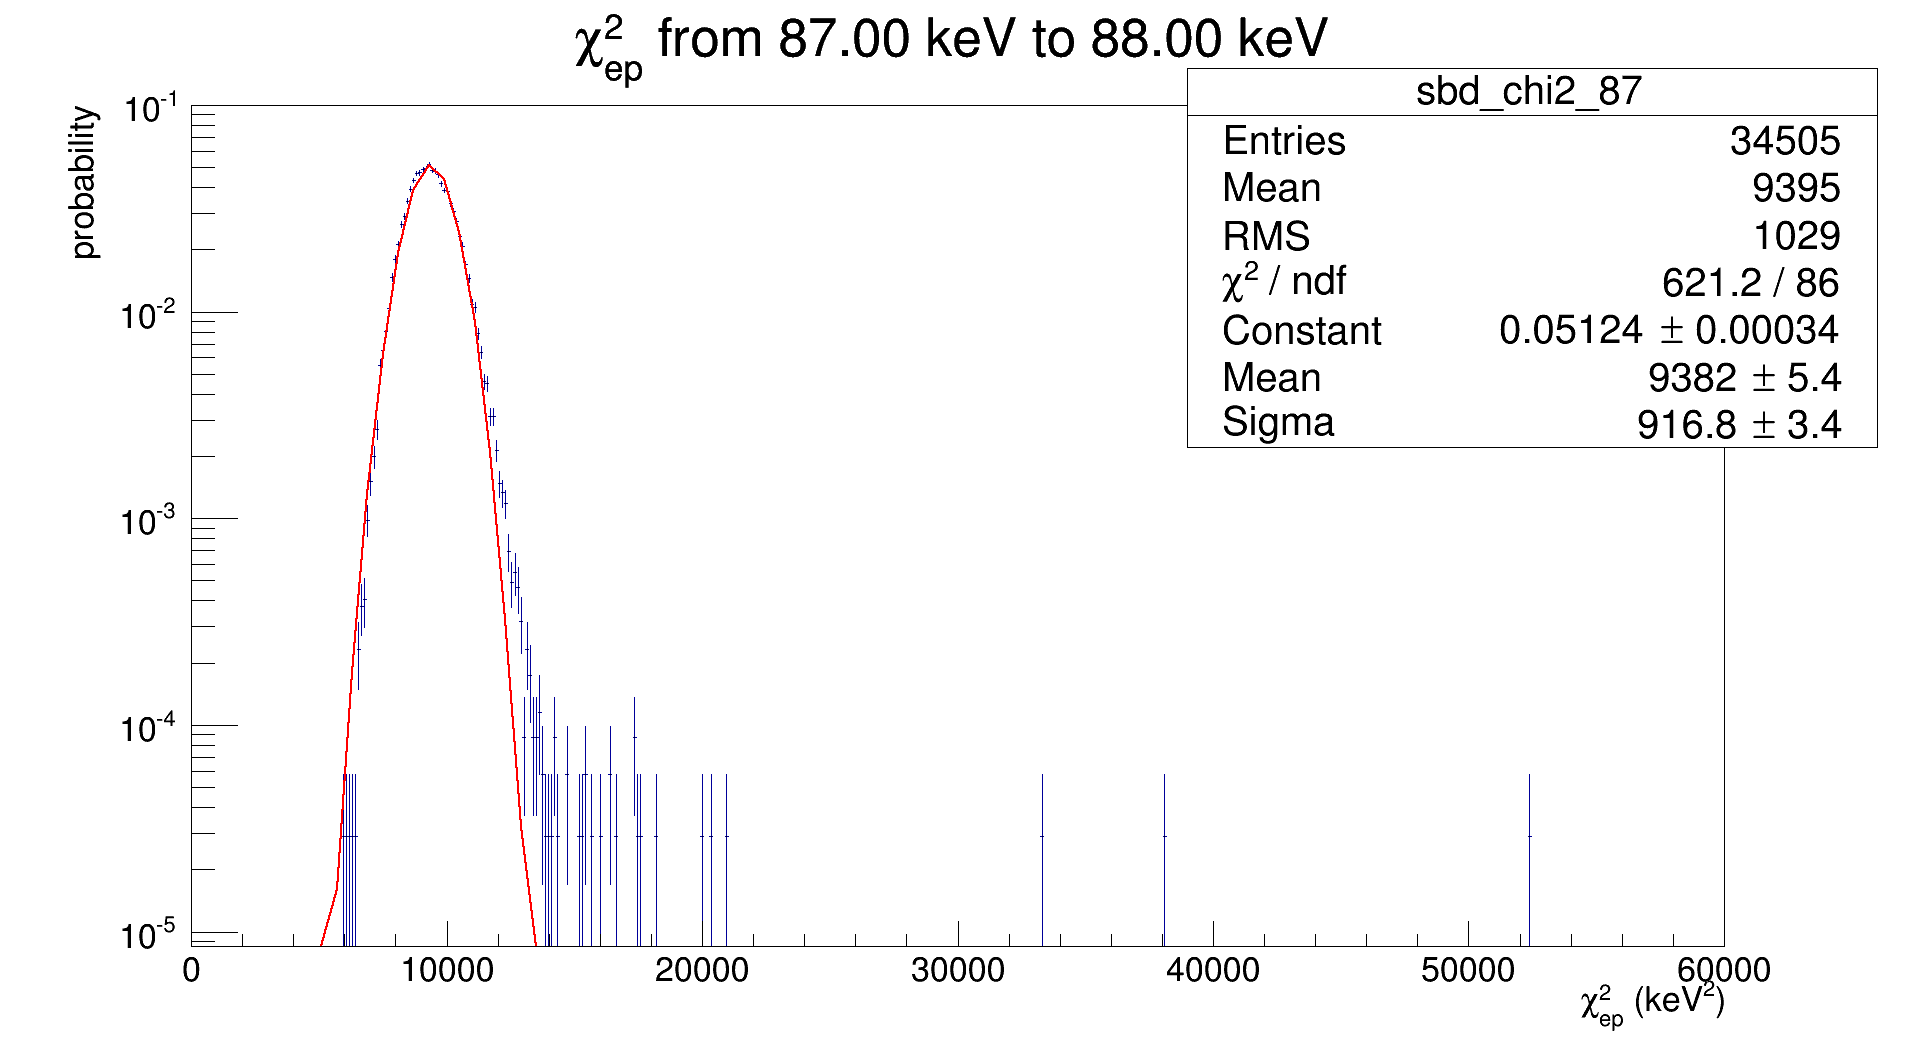 χ²ep from 87.00 keV to 88.00 keV
sbd_chi2_87
Entries 34505
Mean 9395
RMS 1029
χ² / ndf 621.2 / 86
Constant 0.05124 ± 0.00034
Mean 9382 ± 5.4
Sigma 916.8 ± 3.4
probability
10⁻¹
10⁻²
10⁻³
10⁻⁴
10⁻⁵
0 10000 20000 30000 40000 50000 60000
χ²ep (keV²)